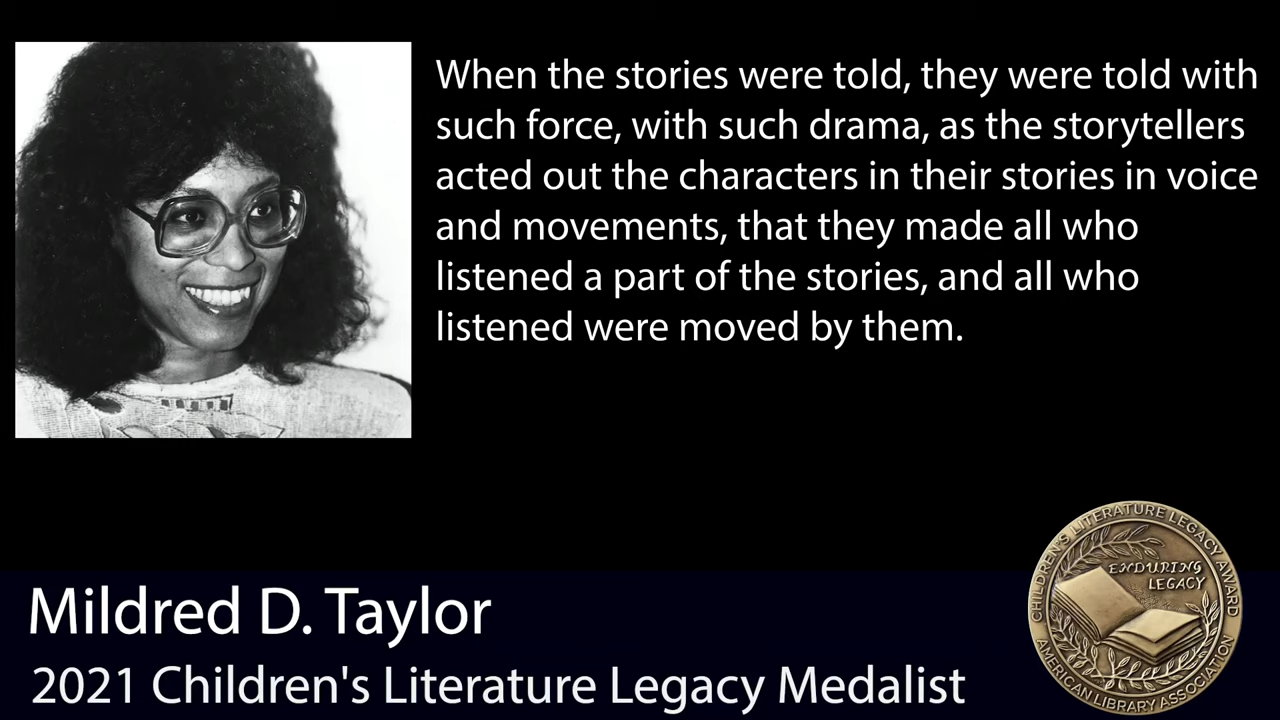 When the stories were told, they were told with
such force, with such drama, as the storytellers
acted out the characters in their stories in voice
and movements, that they made all who
listened a part of the stories, and all who
listened were moved by them.
Mildred D. Taylor
2021 Children's Literature Legacy Medalist
CHILDREN'S LITERATURE LEGACY AWARD
ENDURING
LEGACY
AMERICAN LIBRARY ASSOCIATION